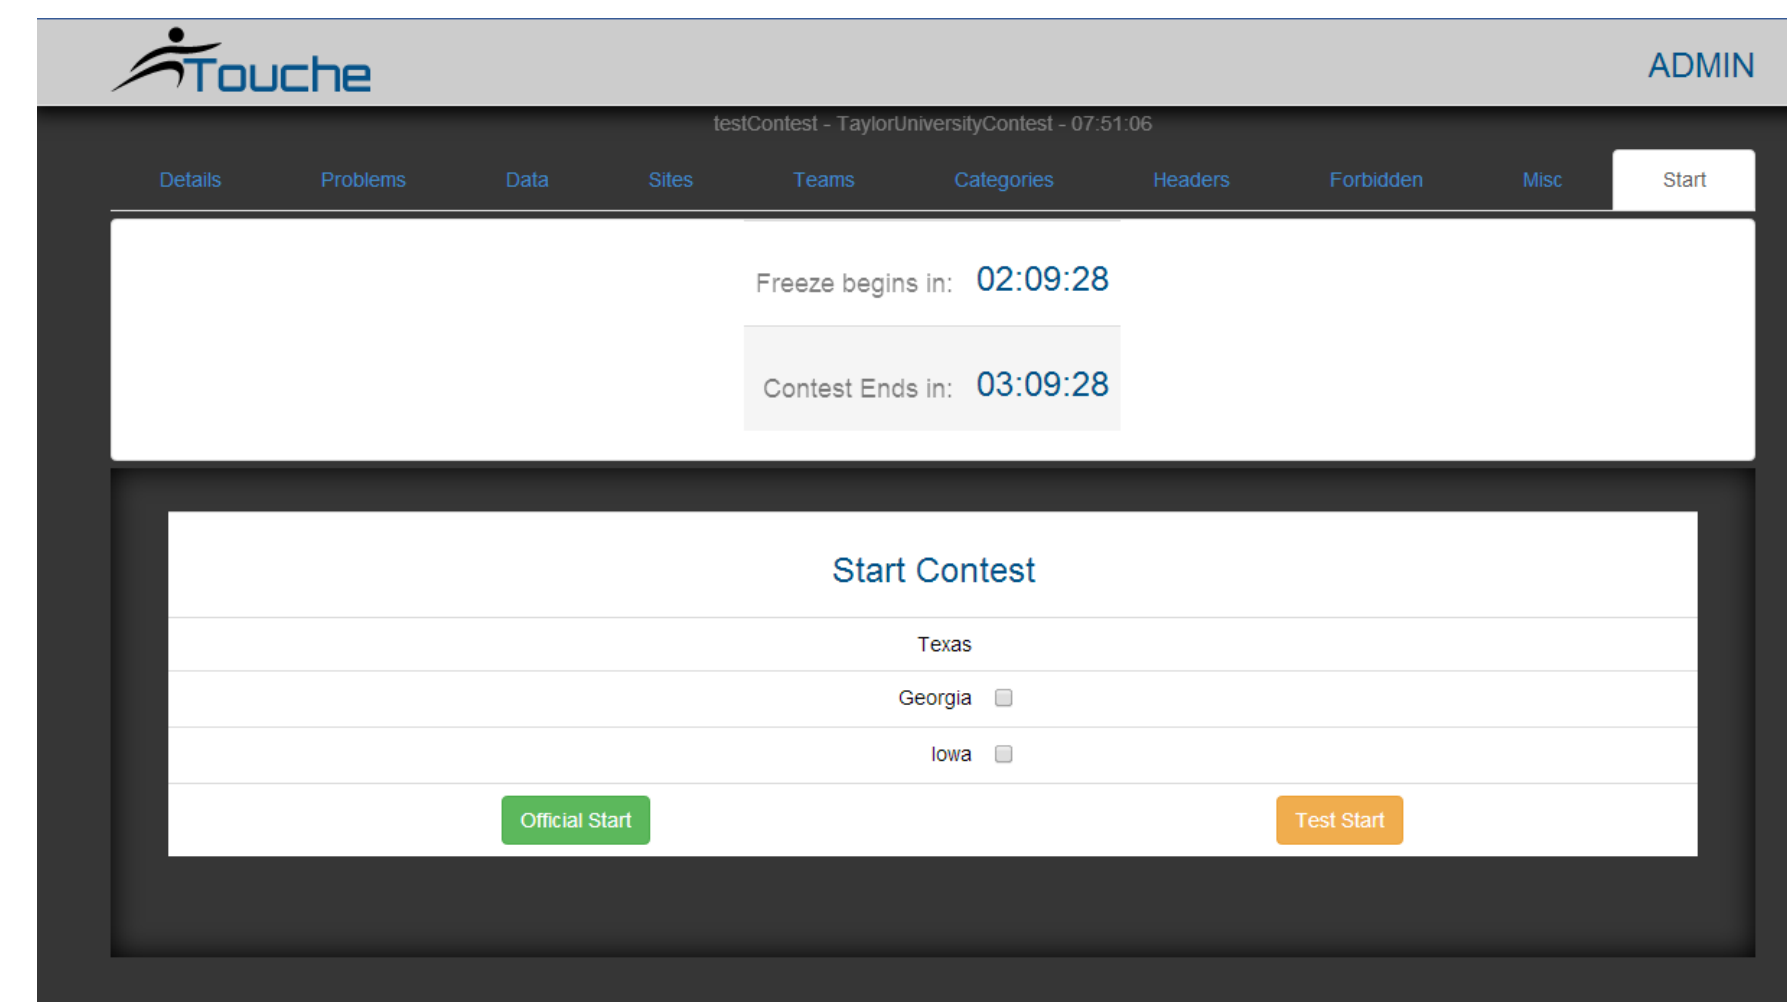 Touche
ADMIN
testContest - TaylorUniversityContest - 07:51:06
Details Problems Data Sites Teams Categories Headers Forbidden Misc Start
Freeze begins in: 02:09:28
Contest Ends in: 03:09:28
Start Contest
Texas
Georgia
Iowa
Official Start Test Start